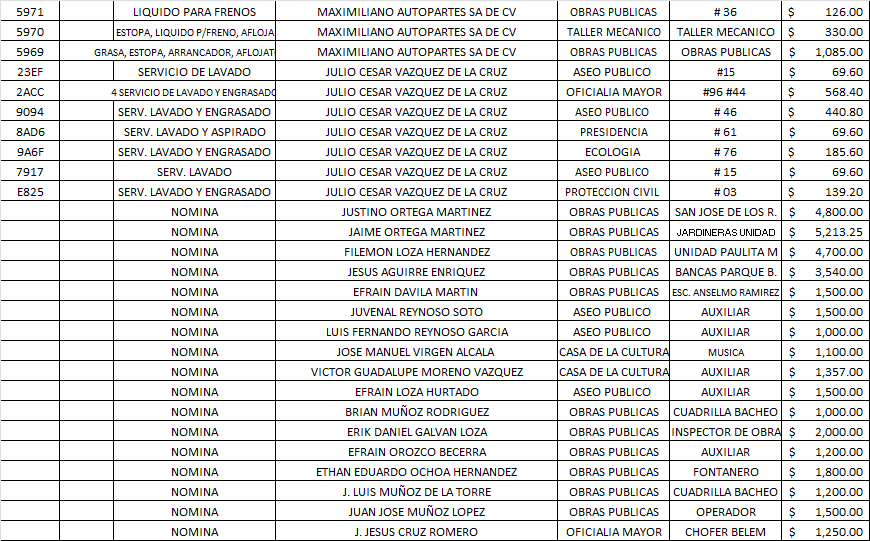 5971 LIQUIDO PARA FRENOS MAXIMILIANO AUTOPARTES SA DE CV OBRAS PUBLICAS # 36 $ 126.00
5970 ESTOPA, LIQUIDO P/FRENO, AFLOJA MAXIMILIANO AUTOPARTES SA DE CV TALLER MECANICO TALLER MECANICO $ 330.00
5969 GRASA, ESTOPA, ARRANCADOR, AFLOJATO MAXIMILIANO AUTOPARTES SA DE CV OBRAS PUBLICAS OBRAS PUBLICAS $ 1,085.00
23EF SERVICIO DE LAVADO JULIO CESAR VAZQUEZ DE LA CRUZ ASEO PUBLICO #15 $ 69.60
2ACC 4 SERVICIO DE LAVADO Y ENGRASADO JULIO CESAR VAZQUEZ DE LA CRUZ OFICIALIA MAYOR #96 #44 $ 568.40
9094 SERV. LAVADO Y ENGRASADO JULIO CESAR VAZQUEZ DE LA CRUZ ASEO PUBLICO # 46 $ 440.80
8AD6 SERV. LAVADO Y ASPIRADO JULIO CESAR VAZQUEZ DE LA CRUZ PRESIDENCIA # 61 $ 69.60
9A6F SERV. LAVADO Y ENGRASADO JULIO CESAR VAZQUEZ DE LA CRUZ ECOLOGIA # 76 $ 185.60
7917 SERV. LAVADO JULIO CESAR VAZQUEZ DE LA CRUZ ASEO PUBLICO # 15 $ 69.60
E825 SERV. LAVADO Y ENGRASADO JULIO CESAR VAZQUEZ DE LA CRUZ PROTECCION CIVIL # 03 $ 139.20
NOMINA JUSTINO ORTEGA MARTINEZ OBRAS PUBLICAS SAN JOSE DE LOS R. $ 4,800.00
NOMINA JAIME ORTEGA MARTINEZ OBRAS PUBLICAS JARDINERAS UNIDAD $ 5,213.25
NOMINA FILEMON LOZA HERNANDEZ OBRAS PUBLICAS UNIDAD PAULITA M $ 4,700.00
NOMINA JESUS AGUIRRE ENRIQUEZ OBRAS PUBLICAS BANCAS PARQUE B. $ 3,540.00
NOMINA EFRAIN DAVILA MARTIN OBRAS PUBLICAS ESC. ANSELMO RAMIREZ $ 1,500.00
NOMINA JUVENAL REYNOSO SOTO ASEO PUBLICO AUXILIAR $ 1,500.00
NOMINA LUIS FERNANDO REYNOSO GARCIA ASEO PUBLICO AUXILIAR $ 1,000.00
NOMINA JOSE MANUEL VIRGEN ALCALA CASA DE LA CULTURA MUSICA $ 1,100.00
NOMINA VICTOR GUADALUPE MORENO VAZQUEZ CASA DE LA CULTURA AUXILIAR $ 1,357.00
NOMINA EFRAIN LOZA HURTADO ASEO PUBLICO AUXILIAR $ 1,500.00
NOMINA BRIAN MUÑOZ RODRIGUEZ OBRAS PUBLICAS CUADRILLA BACHEO $ 1,000.00
NOMINA ERIK DANIEL GALVAN LOZA OBRAS PUBLICAS INSPECTOR DE OBRA $ 2,000.00
NOMINA EFRAIN OROZCO BECERRA OBRAS PUBLICAS AUXILIAR $ 1,200.00
NOMINA ETHAN EDUARDO OCHOA HERNANDEZ OBRAS PUBLICAS FONTANERO $ 1,800.00
NOMINA J. LUIS MUÑOZ DE LA TORRE OBRAS PUBLICAS CUADRILLA BACHEO $ 1,200.00
NOMINA JUAN JOSE MUÑOZ LOPEZ OBRAS PUBLICAS OPERADOR $ 1,500.00
NOMINA J. JESUS CRUZ ROMERO OFICIALIA MAYOR CHOFER BELEM $ 1,250.00